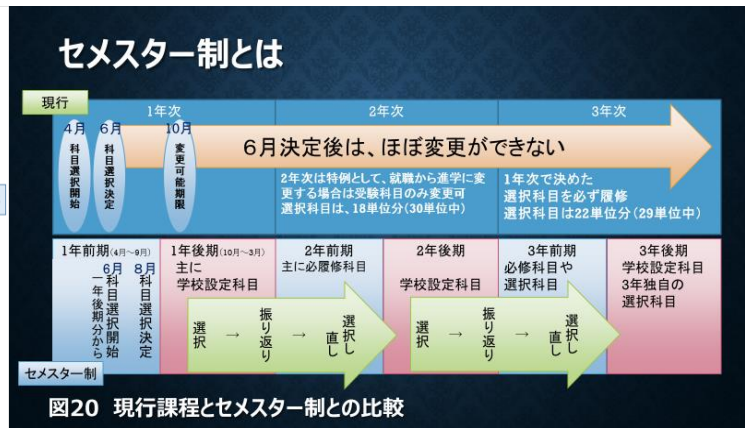 セメスター制とは
現行
1年次
2年次
3年次
4月
科目選択開始
6月
科目選択決定
10月
変更可能期限
6月決定後は、ほぼ変更ができない
2年次は特例として、就職から進学に変
更する場合は受験科目のみ変更可
選択科目は、18単位分(30単位中)
1年次で決めた
選択科目を必ず履修
選択科目は22単位分(29単位中)
1年前期(4月~9月)
6月
科目選択開始
一年後期分から
8月
科目選択決定
1年後期(10月~3月)
主に
学校設定科目
2年前期
主に必履修科目
2年後期
学校設定科目
3年前期
必修科目や
選択科目
3年後期
学校設定科目
3年独自の
選択科目
選択
→
振り返り
→
選択し
直し
選択
→
振り返り
→
選択し
直し
セメスター制
図20 現行課程とセメスター制との比較